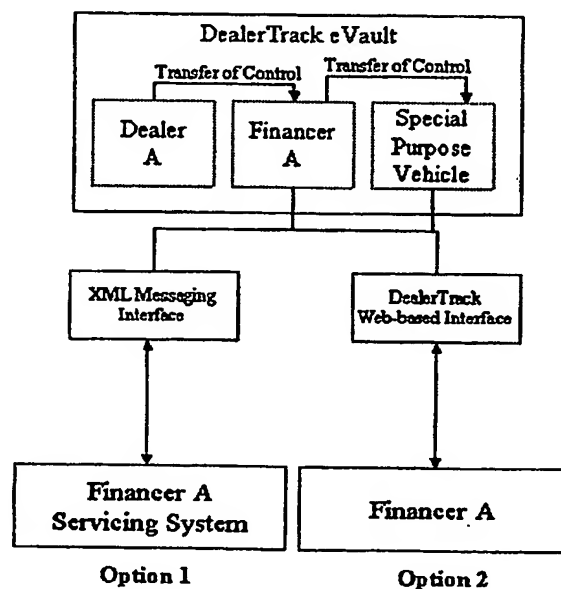 DealerTrack eVault
Transfer of Control
Transfer of Control
Dealer
A
Financer
A
Special
Purpose
Vehicle
XML Messaging
Interface
DealerTrack
Web-based Interface
Financer A
Servicing System
Financer A
Option 1
Option 2